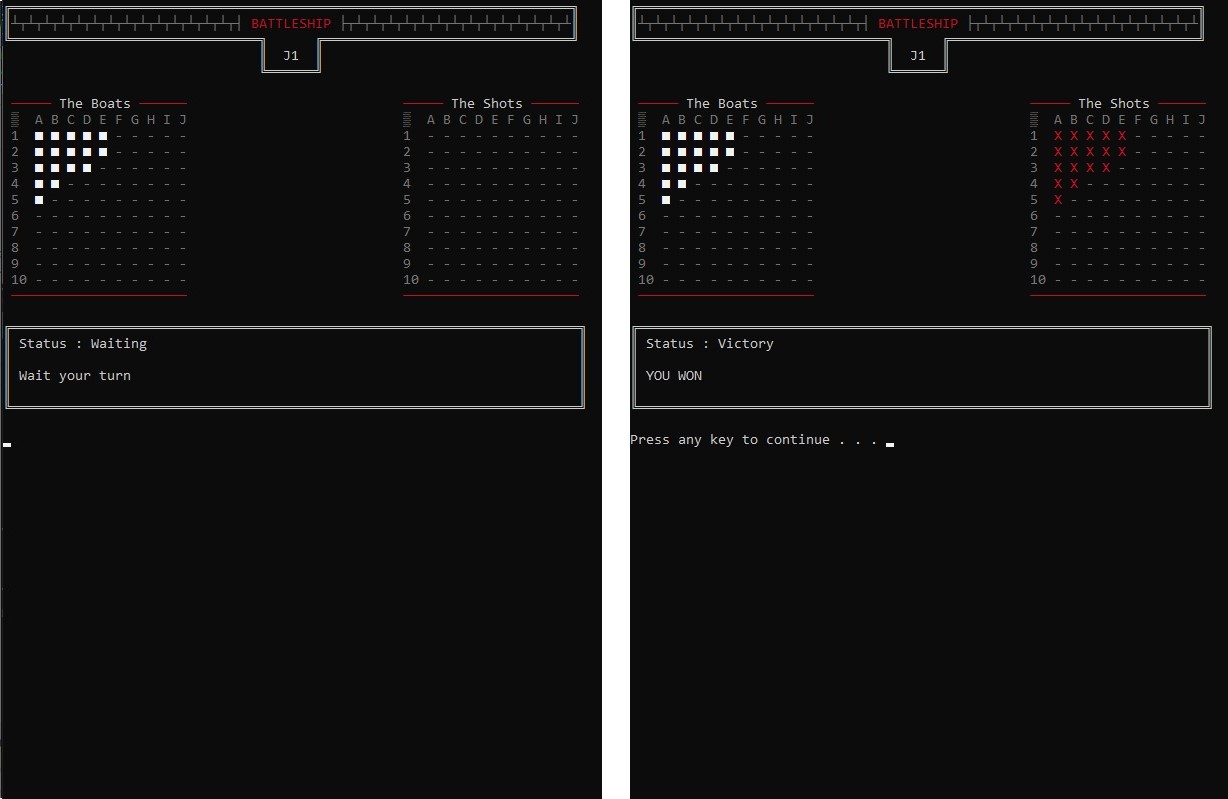 BATTLESHIP
J1
The Boats
A B C D E F G H I J
1 ■ ■ ■ ■ ■ - - - - -
2 ■ ■ ■ ■ ■ - - - - -
3 ■ ■ ■ ■ - - - - - -
4 ■ ■ - - - - - - - -
5 ■ - - - - - - - - -
6 - - - - - - - - - -
7 - - - - - - - - - -
8 - - - - - - - - - -
9 - - - - - - - - - -
10 - - - - - - - - - -
The Shots
A B C D E F G H I J
1 - - - - - - - - - -
2 - - - - - - - - - -
3 - - - - - - - - - -
4 - - - - - - - - - -
5 - - - - - - - - - -
6 - - - - - - - - - -
7 - - - - - - - - - -
8 - - - - - - - - - -
9 - - - - - - - - - -
10 - - - - - - - - - -
Status : Waiting
Wait your turn
BATTLESHIP
J1
The Boats
A B C D E F G H I J
1 ■ ■ ■ ■ ■ - - - - -
2 ■ ■ ■ ■ ■ - - - - -
3 ■ ■ ■ ■ - - - - - -
4 ■ ■ - - - - - - - -
5 ■ - - - - - - - - -
6 - - - - - - - - - -
7 - - - - - - - - - -
8 - - - - - - - - - -
9 - - - - - - - - - -
10 - - - - - - - - - -
The Shots
A B C D E F G H I J
1 X X X X X - - - - -
2 X X X X X - - - - -
3 X X X X - - - - - -
4 X X - - - - - - - -
5 X - - - - - - - - -
6 - - - - - - - - - -
7 - - - - - - - - - -
8 - - - - - - - - - -
9 - - - - - - - - - -
10 - - - - - - - - - -
Status : Victory
YOU WON
Press any key to continue . . .